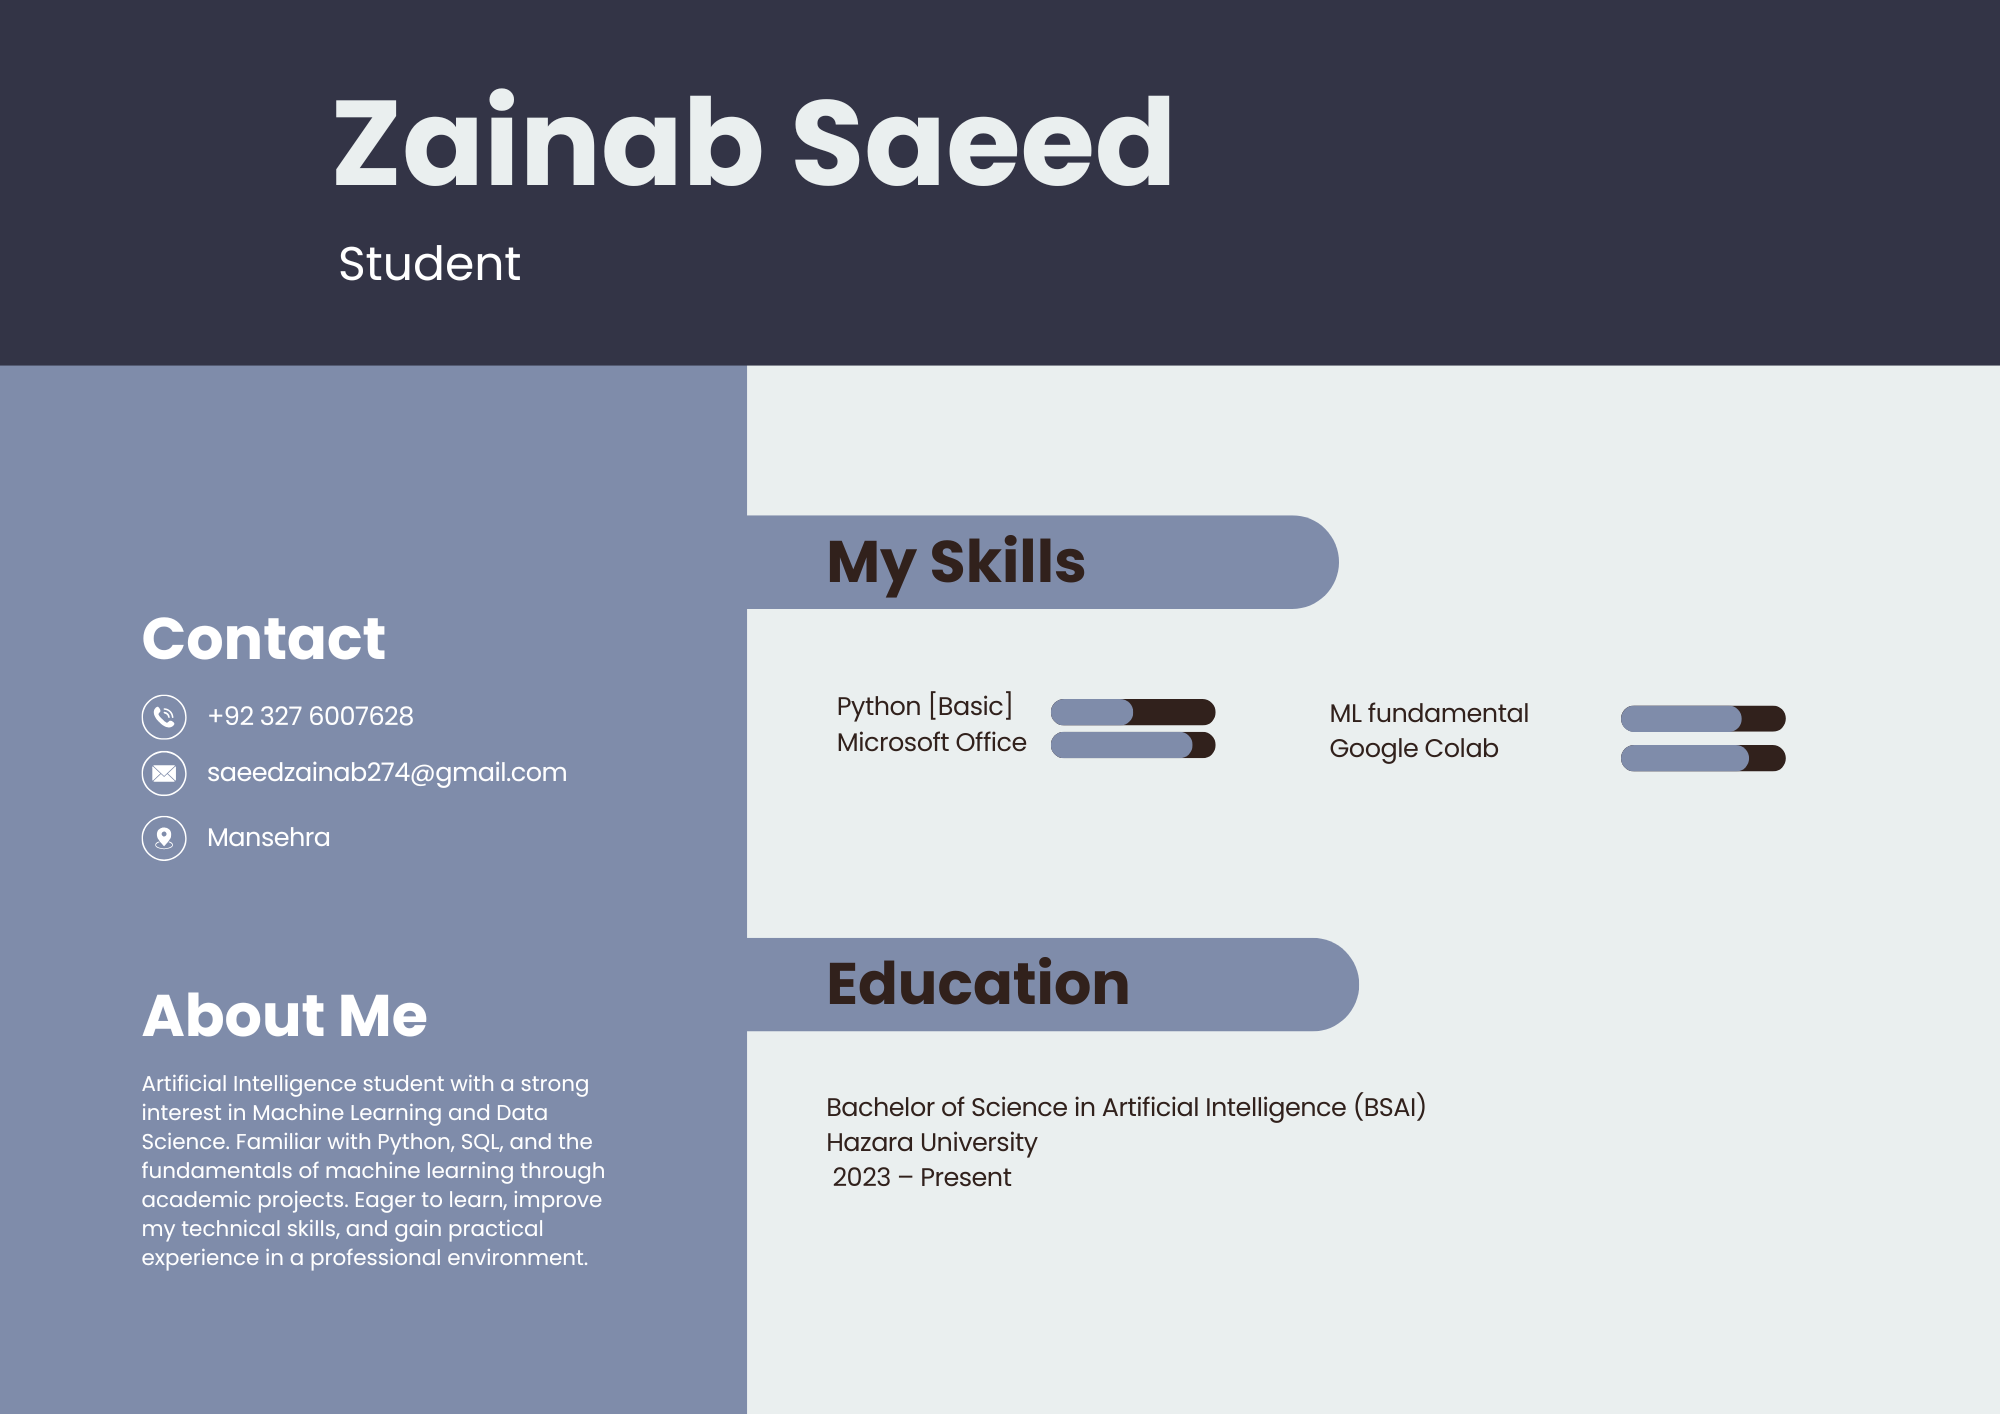 Zainab Saeed
Student
Contact
+92 327 6007628
saeedzainab274@gmail.com
Mansehra
About Me
Artificial Intelligence student with a strong
interest in Machine Learning and Data
Science. Familiar with Python, SQL, and the
fundamentals of machine learning through
academic projects. Eager to learn, improve
my technical skills, and gain practical
experience in a professional environment.
My Skills
Python [Basic]
Microsoft Office
ML fundamental
Google Colab
Education
Bachelor of Science in Artificial Intelligence (BSAI)
Hazara University
2023 – Present